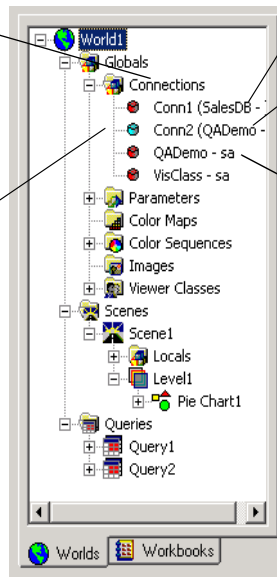 World1
Globals
Connections
Conn1 (SalesDB -
Conn2 (QADemo -
QADemo - sa
VisClass - sa
Parameters
Color Maps
Color Sequences
Images
Viewer Classes
Scenes
Scene1
Locals
Level1
Pie Chart1
Queries
Query1
Query2
Worlds Workbooks